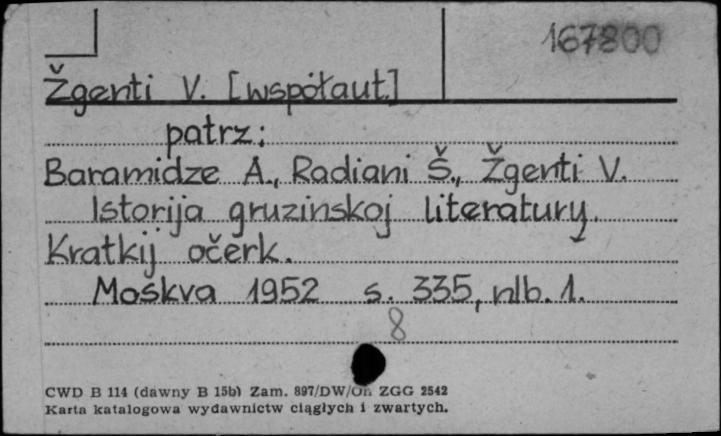 167800
Žgenti V. [współaut.]
patrz:
Baramidze A., Radiani Š., Žgenti V.
Istorija gruzinskoj literatury.
Kratkij očerk.
Moskva 1952 s. 335, nlb. 1.
8
CWD B 114 (dawny B 15b) Zam. 897/DW/On ZGG 2542
Karta katalogowa wydawnictw ciągłych i zwartych.